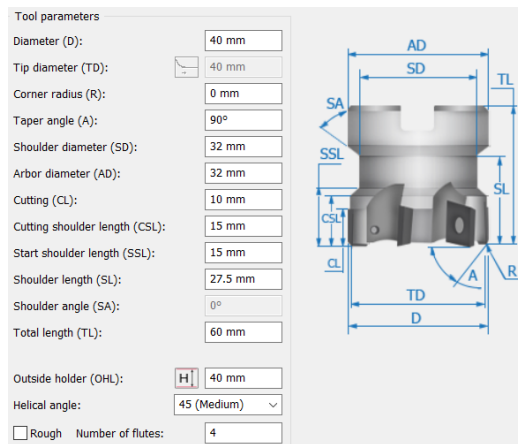 Tool parameters
Diameter (D): 40 mm
Tip diameter (TD): 40 mm
Corner radius (R): 0 mm
Taper angle (A): 90º
Shoulder diameter (SD): 32 mm
Arbor diameter (AD): 32 mm
Cutting (CL): 10 mm
Cutting shoulder length (CSL): 15 mm
Start shoulder length (SSL): 15 mm
Shoulder length (SL): 27.5 mm
Shoulder angle (SA): 0º
Total length (TL): 60 mm
Outside holder (OHL): H 40 mm
Helical angle: 45 (Medium)
Rough Number of flutes: 4
AD
SD
TL
SA
SSL
SL
CSL
CL
A
R
TD
D